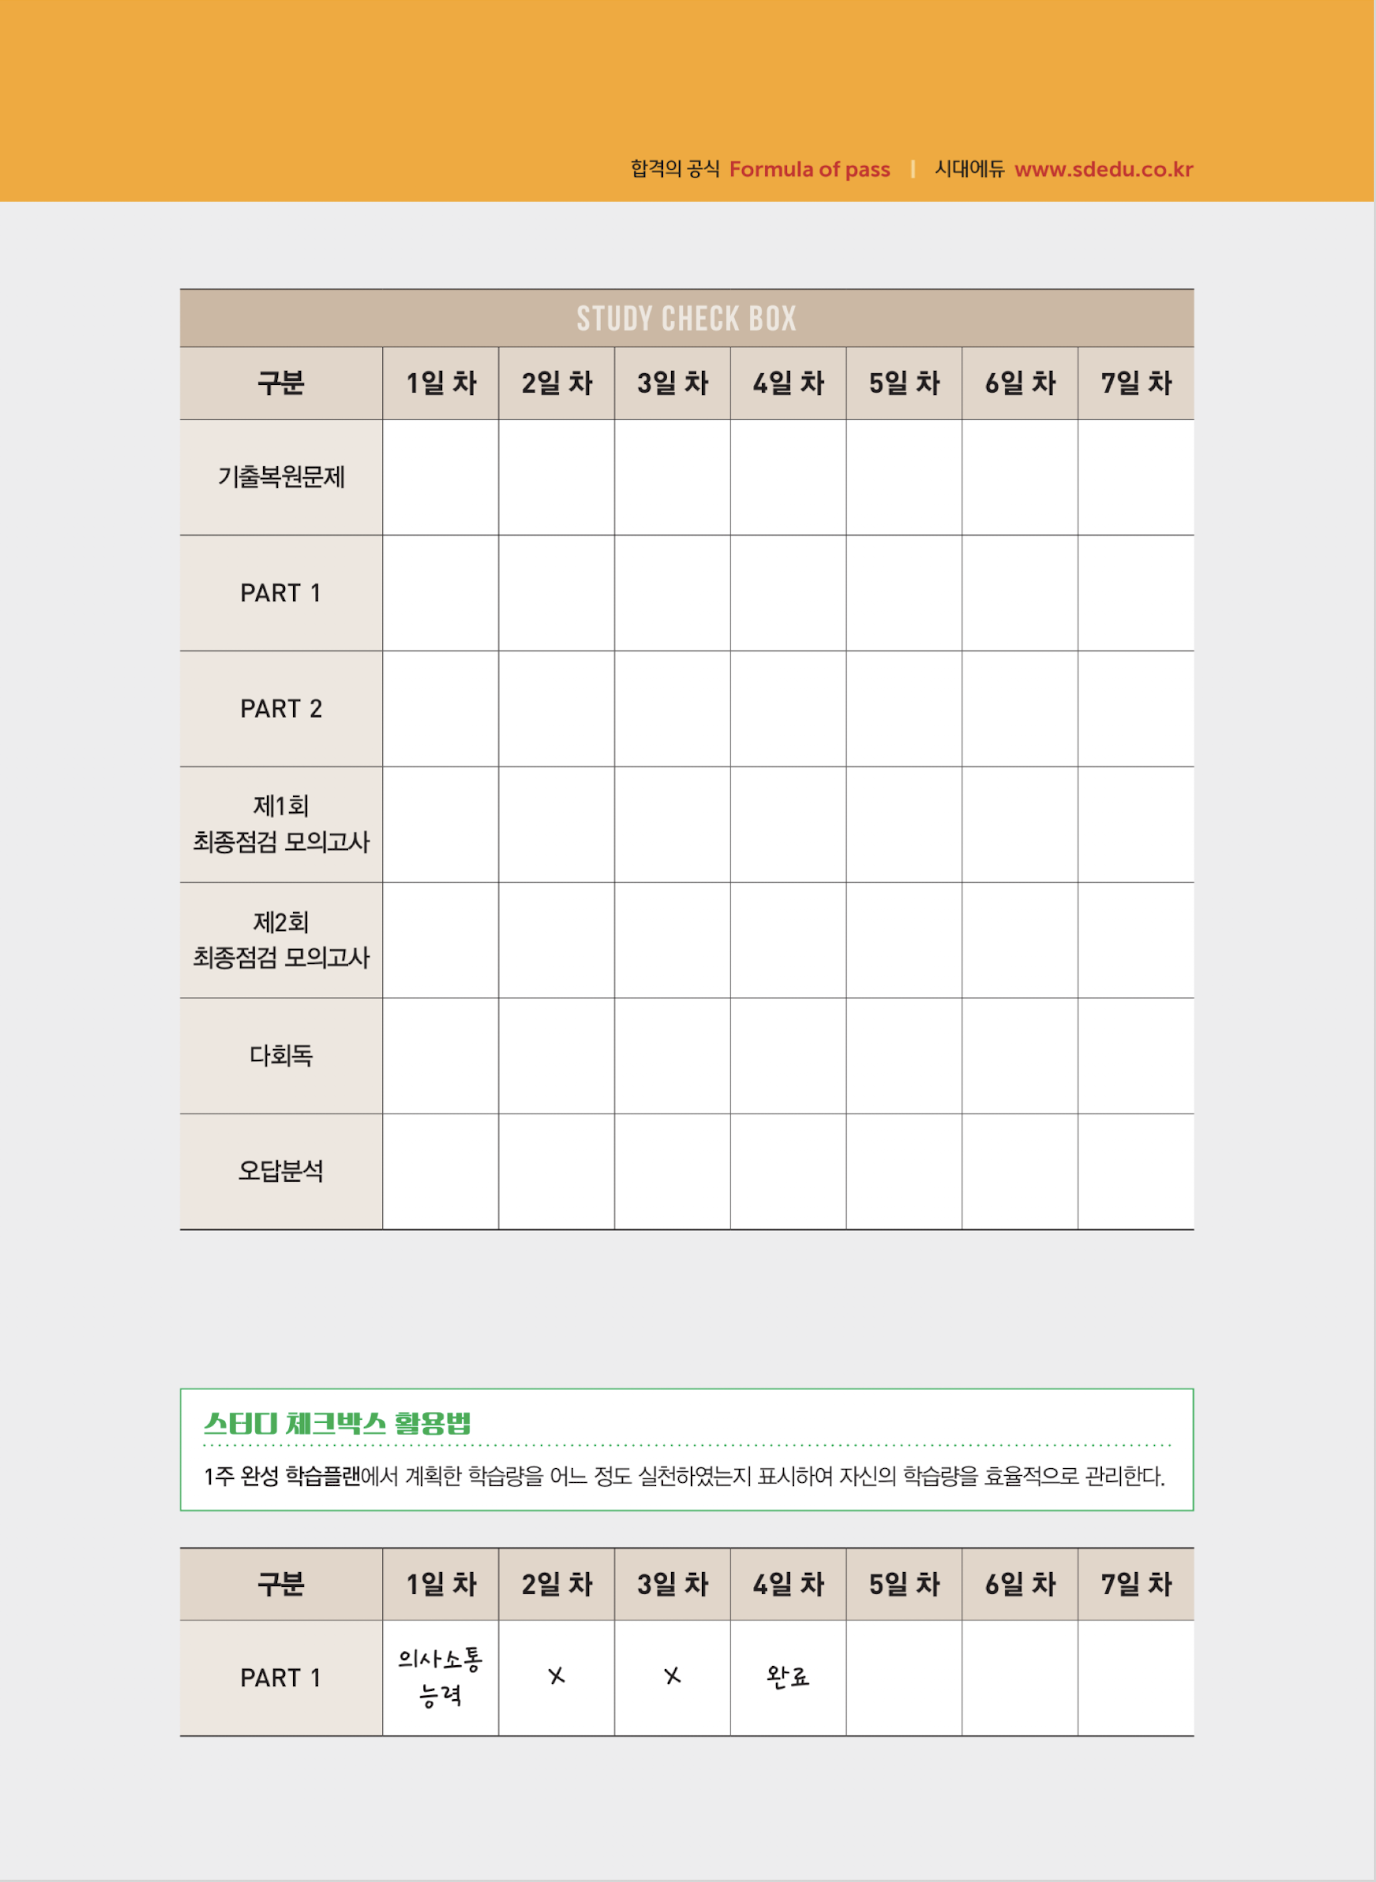 합격의 공식 Formula of pass | 시대에듀 www.sdedu.co.kr
STUDY CHECK BOX
구분 1일 차 2일 차 3일 차 4일 차 5일 차 6일 차 7일 차
기출복원문제
PART 1
PART 2
제1회
최종점검 모의고사
제2회
최종점검 모의고사
다회독
오답분석
스터디 체크박스 활용법
1주 완성 학습플랜에서 계획한 학습량을 어느 정도 실천하였는지 표시하여 자신의 학습량을 효율적으로 관리한다.
구분 1일 차 2일 차 3일 차 4일 차 5일 차 6일 차 7일 차
PART 1 의사소통 능력 X X 완료